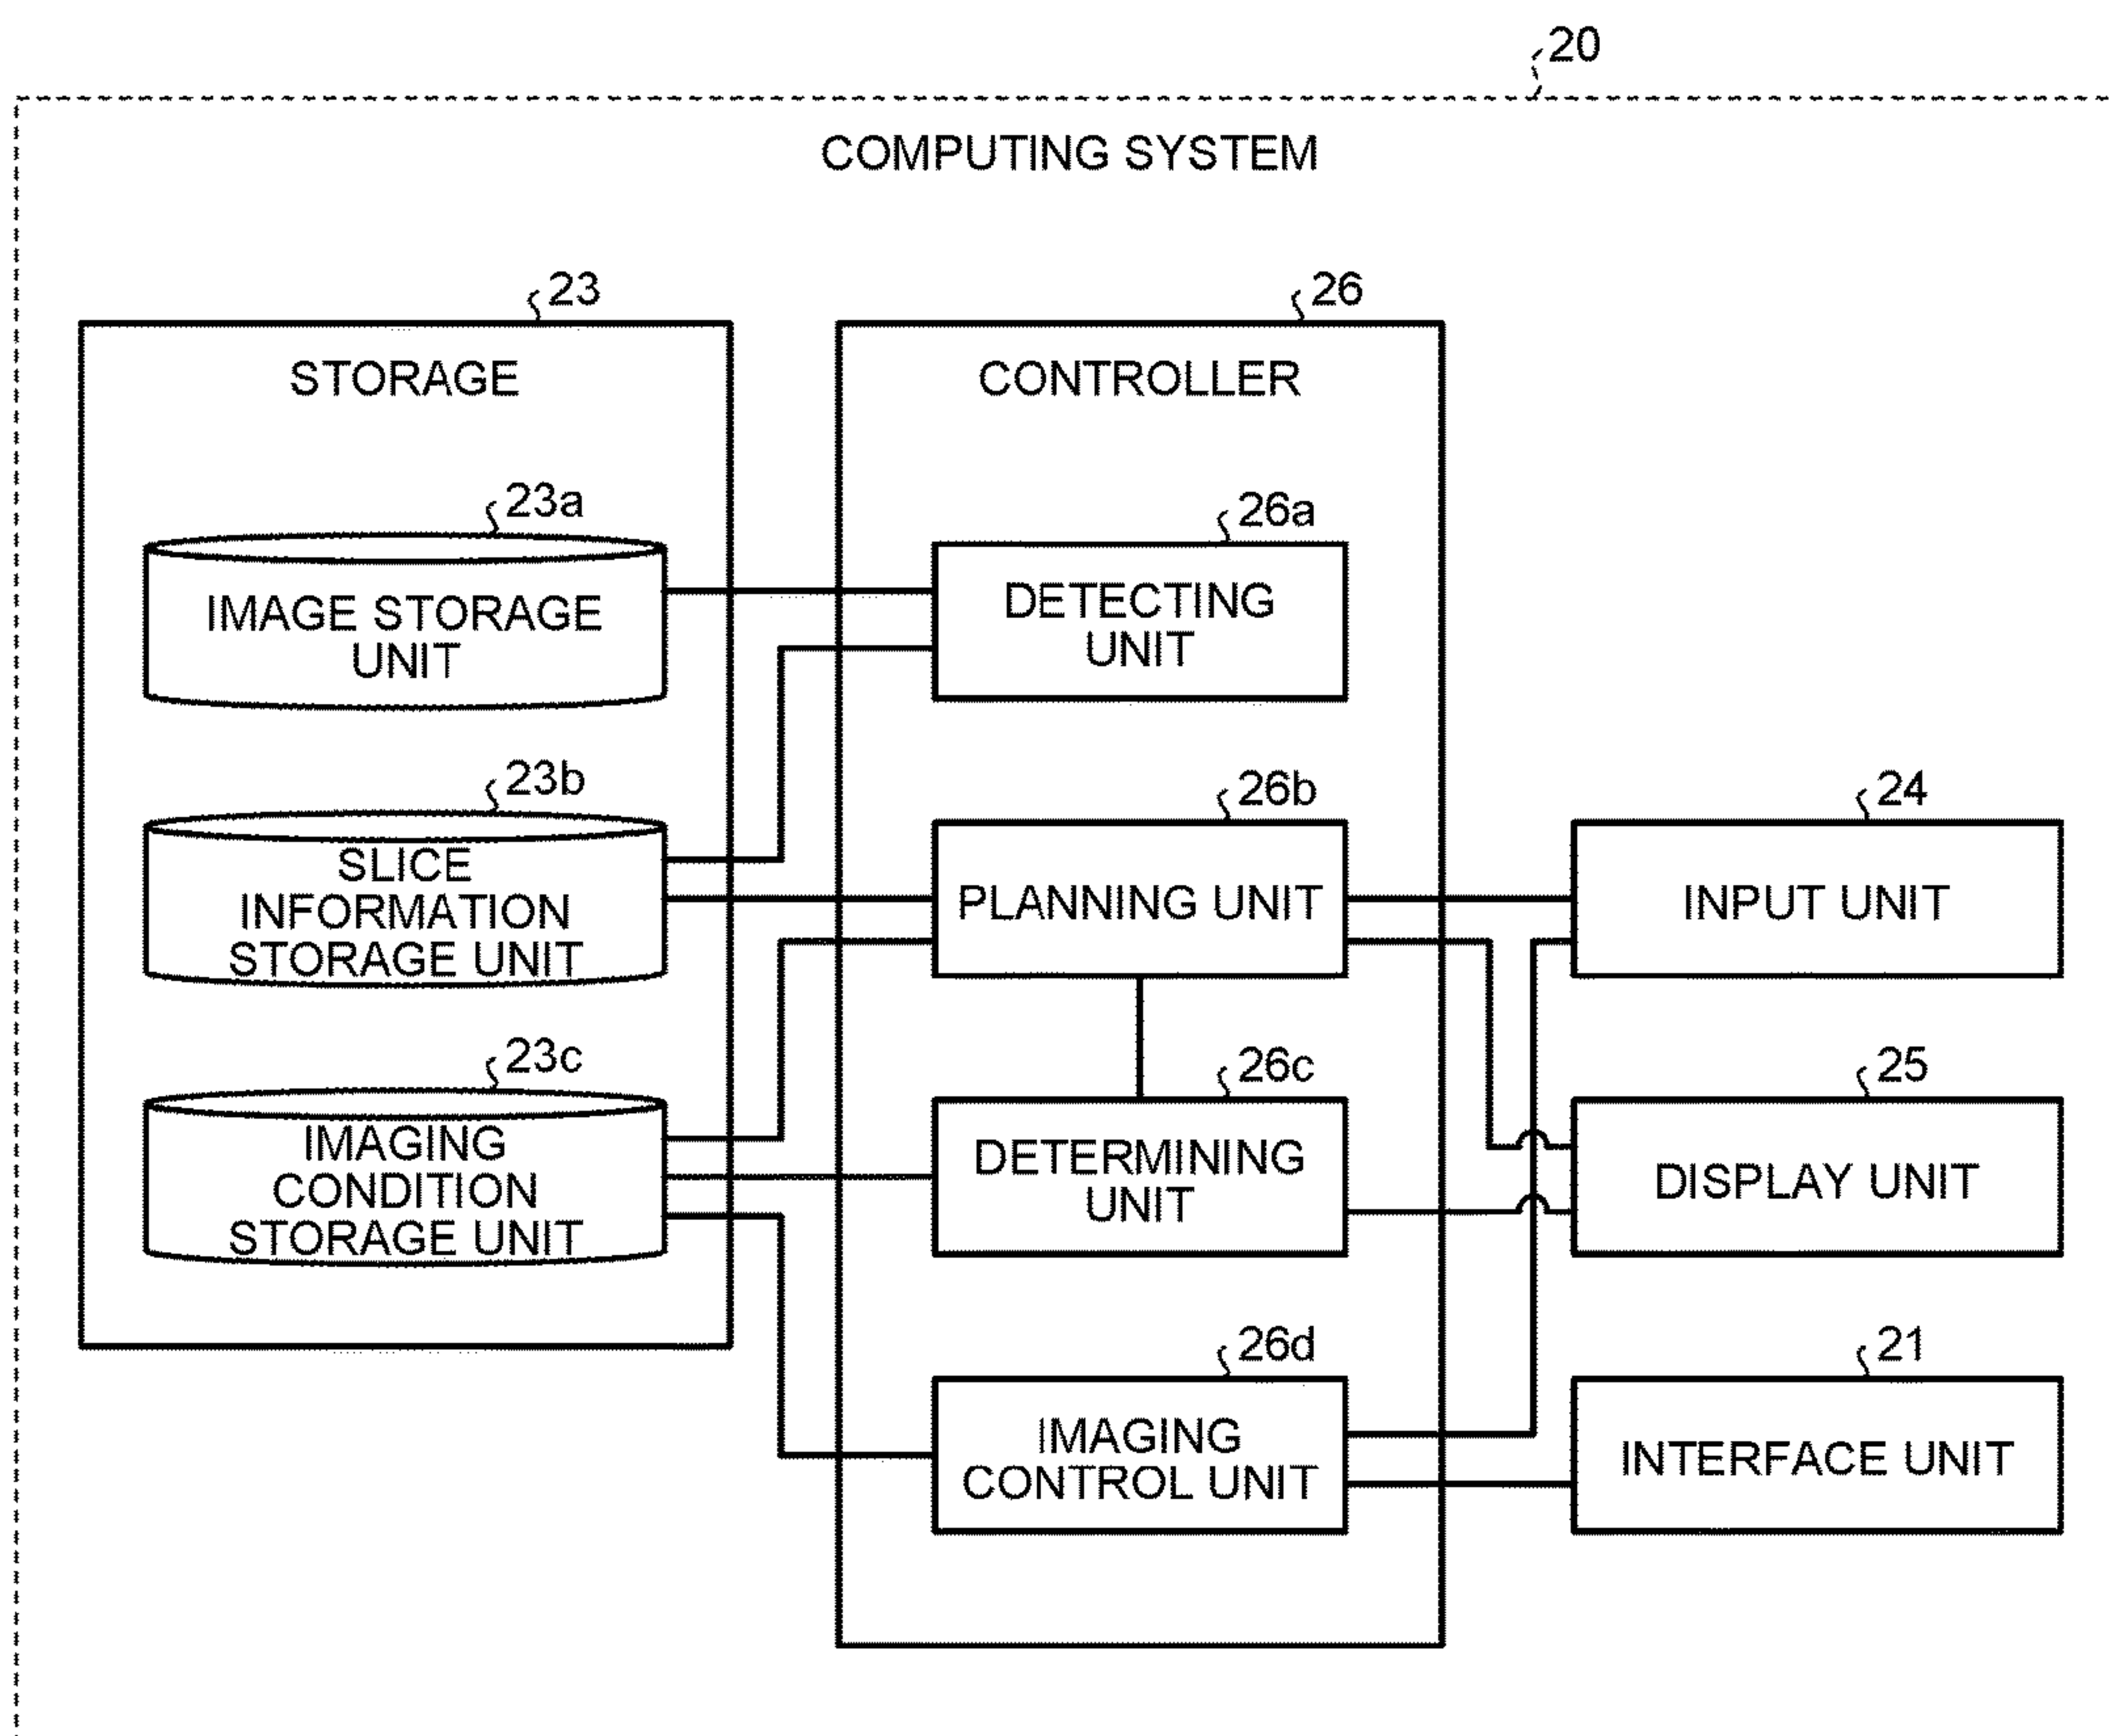 20
COMPUTING SYSTEM
23
STORAGE
23a
IMAGE STORAGE
UNIT
23b
SLICE
INFORMATION
STORAGE UNIT
23c
IMAGING
CONDITION
STORAGE UNIT
26
CONTROLLER
26a
DETECTING
UNIT
26b
PLANNING UNIT
26c
DETERMINING
UNIT
26d
IMAGING
CONTROL UNIT
24
INPUT UNIT
25
DISPLAY UNIT
21
INTERFACE UNIT